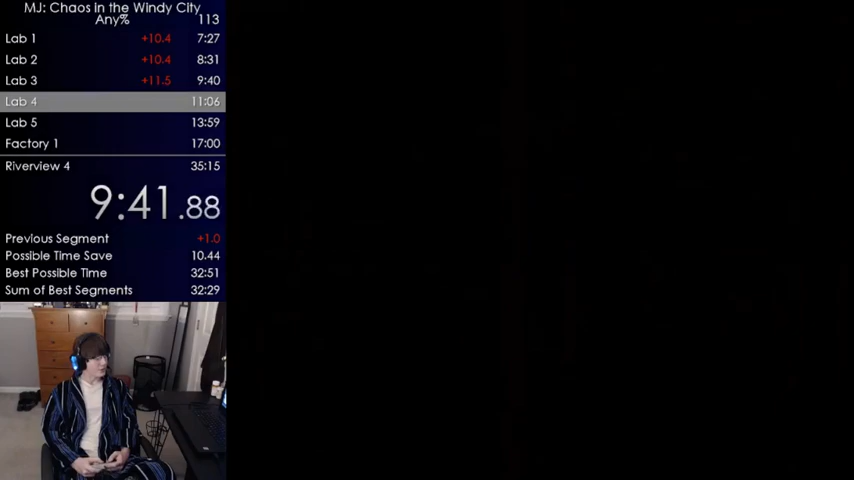 MJ: Chaos in the Windy City
Any% 113
Lab 1 +10.4 7:27
Lab 2 +10.4 8:31
Lab 3 +11.5 9:40
Lab 4 11:06
Lab 5 13:59
Factory 1 17:00
Riverview 4 35:15
9:41.88
Previous Segment +1.0
Possible Time Save 10.44
Best Possible Time 32:51
Sum of Best Segments 32:29